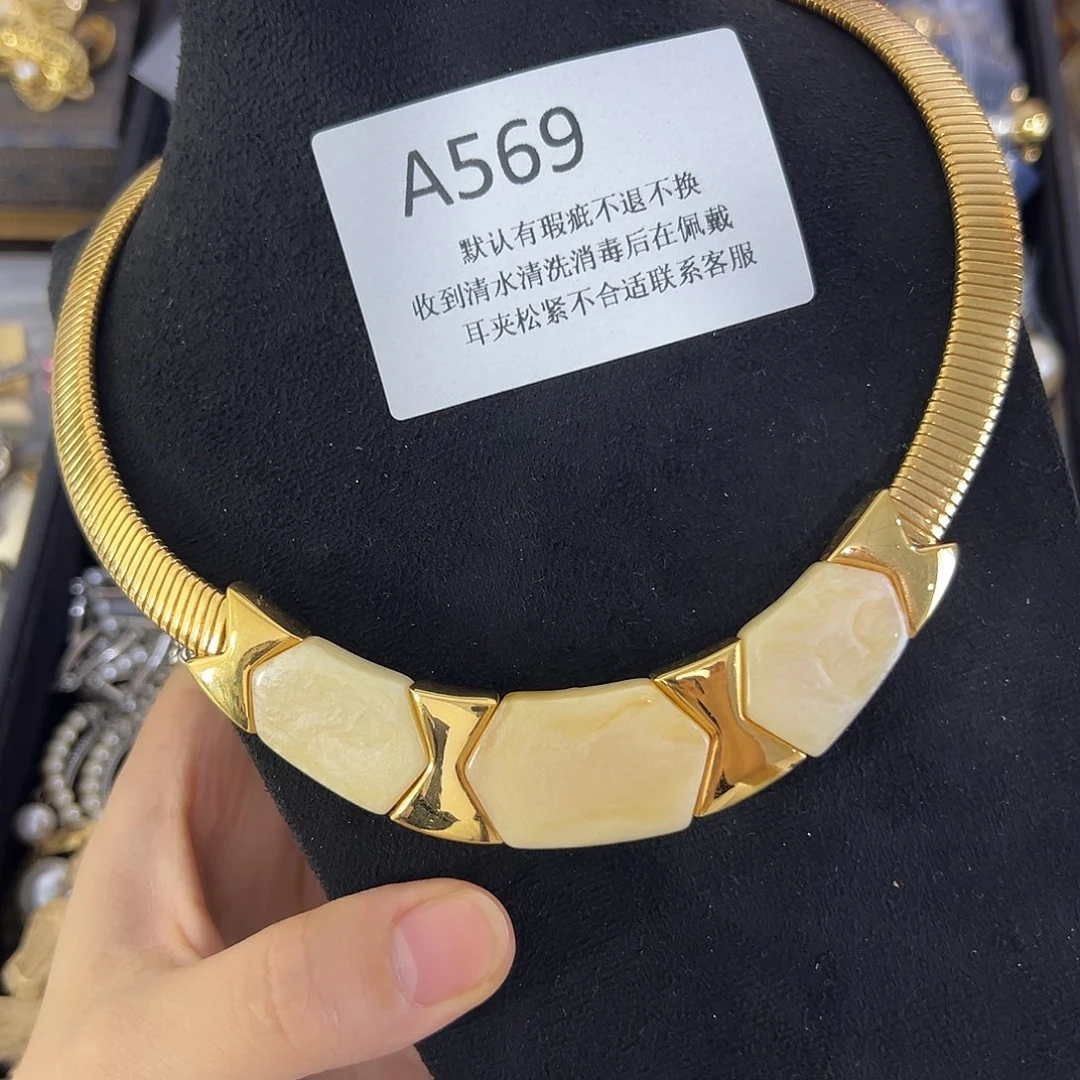 A569
默认有瑕疵不退不换
收到清水清洗消毒后在佩戴
耳夹松紧不合适联系客服